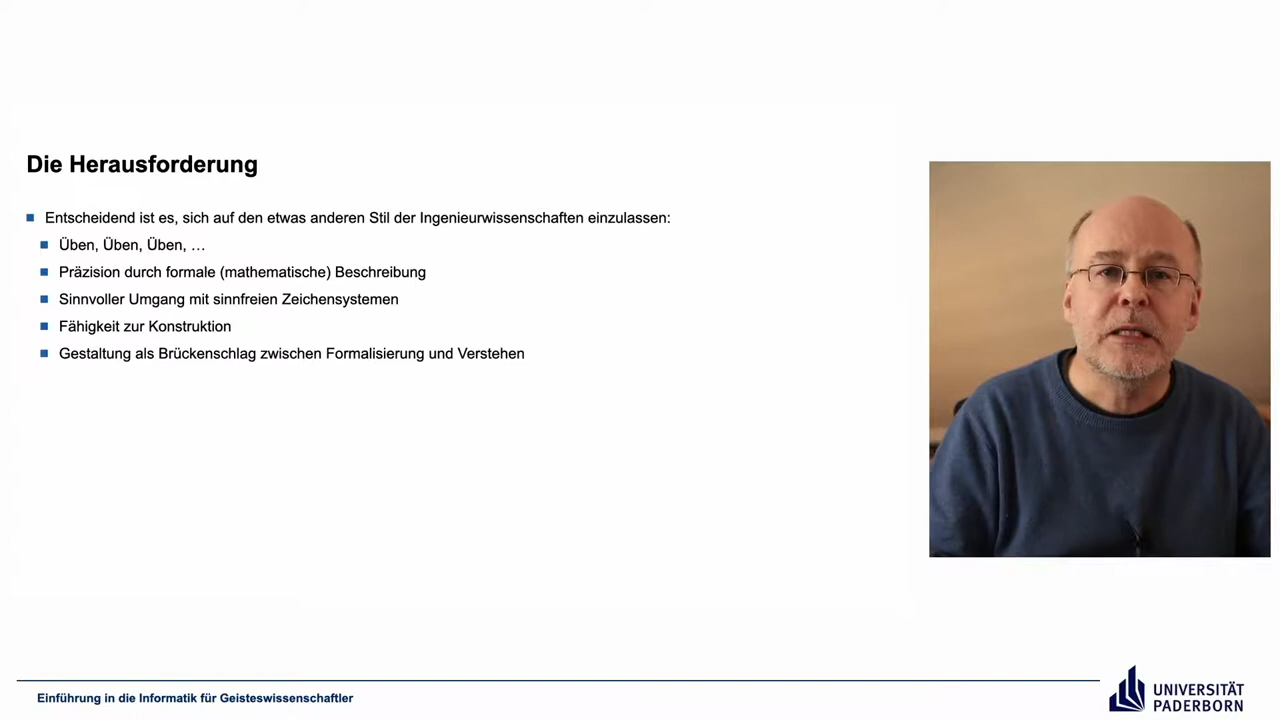 Die Herausforderung
Entscheidend ist es, sich auf den etwas anderen Stil der Ingenieurwissenschaften einzulassen:
Üben, Üben, Üben, …
Präzision durch formale (mathematische) Beschreibung
Sinnvoller Umgang mit sinnfreien Zeichensystemen
Fähigkeit zur Konstruktion
Gestaltung als Brückenschlag zwischen Formalisierung und Verstehen
Einführung in die Informatik für Geisteswissenschaftler
UNIVERSITÄT
PADERBORN